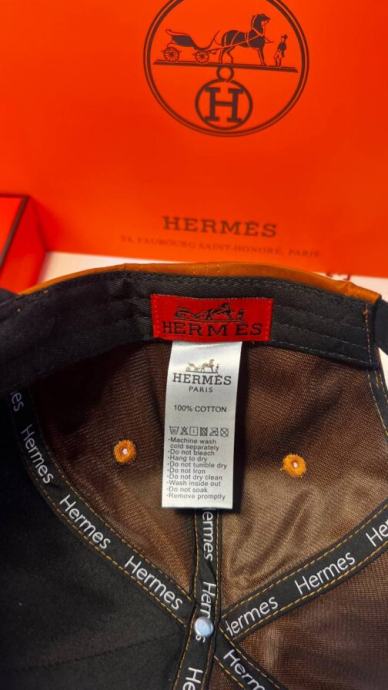 H
HERMÈS
24, FAUBOURG SAINT-HONORÉ, PARIS
HERMES
HERMÈS
PARIS
100% COTTON
-Machine wash
cold separately
-Do not bleach
-Hang to dry
-Do not tumble dry
-Do not Iron
-Do not dry clean
-Wash inside out
-Do not soak
-Remove promptly
Hermes
Hermes
Hermes
Hermes
Hermes
Hermes
Hermes